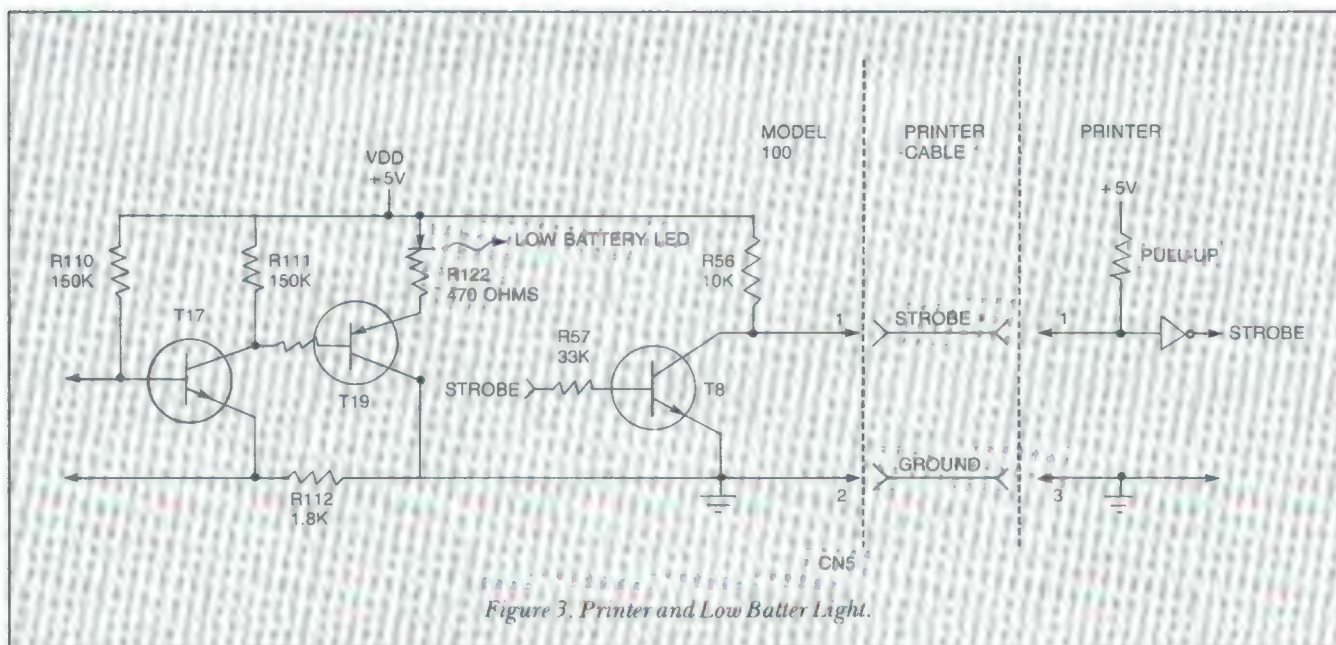 MODEL
100
PRINTER
CABLE
PRINTER
VDD
+5V
+5V
R110
150K
R111
150K
LOW BATTERY LED
R122
470 OHMS
R56
10K
PULL-UP
T17
T19
STROBE
R57
33K
T8
1
STROBE
1
STROBE
R112
1.8K
2
GROUND
3
CN5
Figure 3. Printer and Low Batter Light.